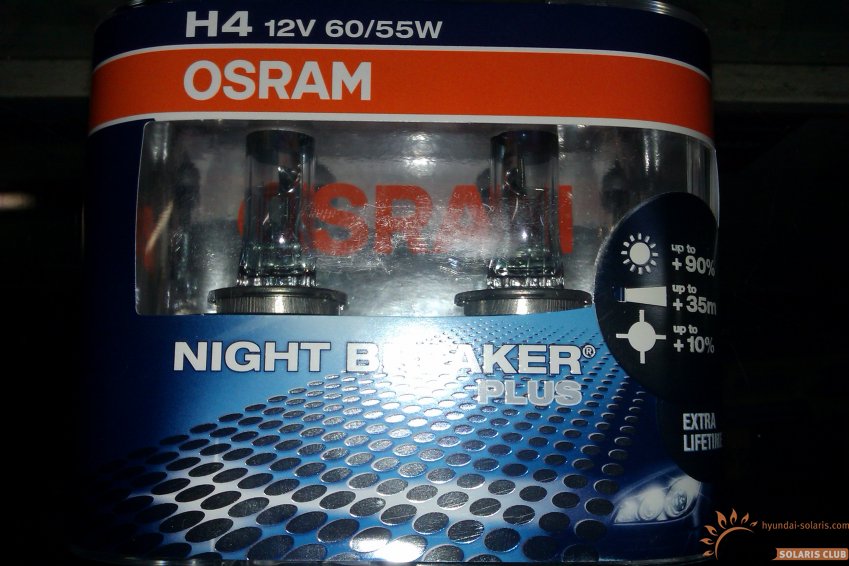 H4 12V 60/55W
OSRAM
OSRAM
NIGHT BREAKER®
PLUS
up to
+90%
up to
+35m
up to
+10%
EXTRA
LIFETIME
hyundai-solaris.com
SOLARIS CLUB